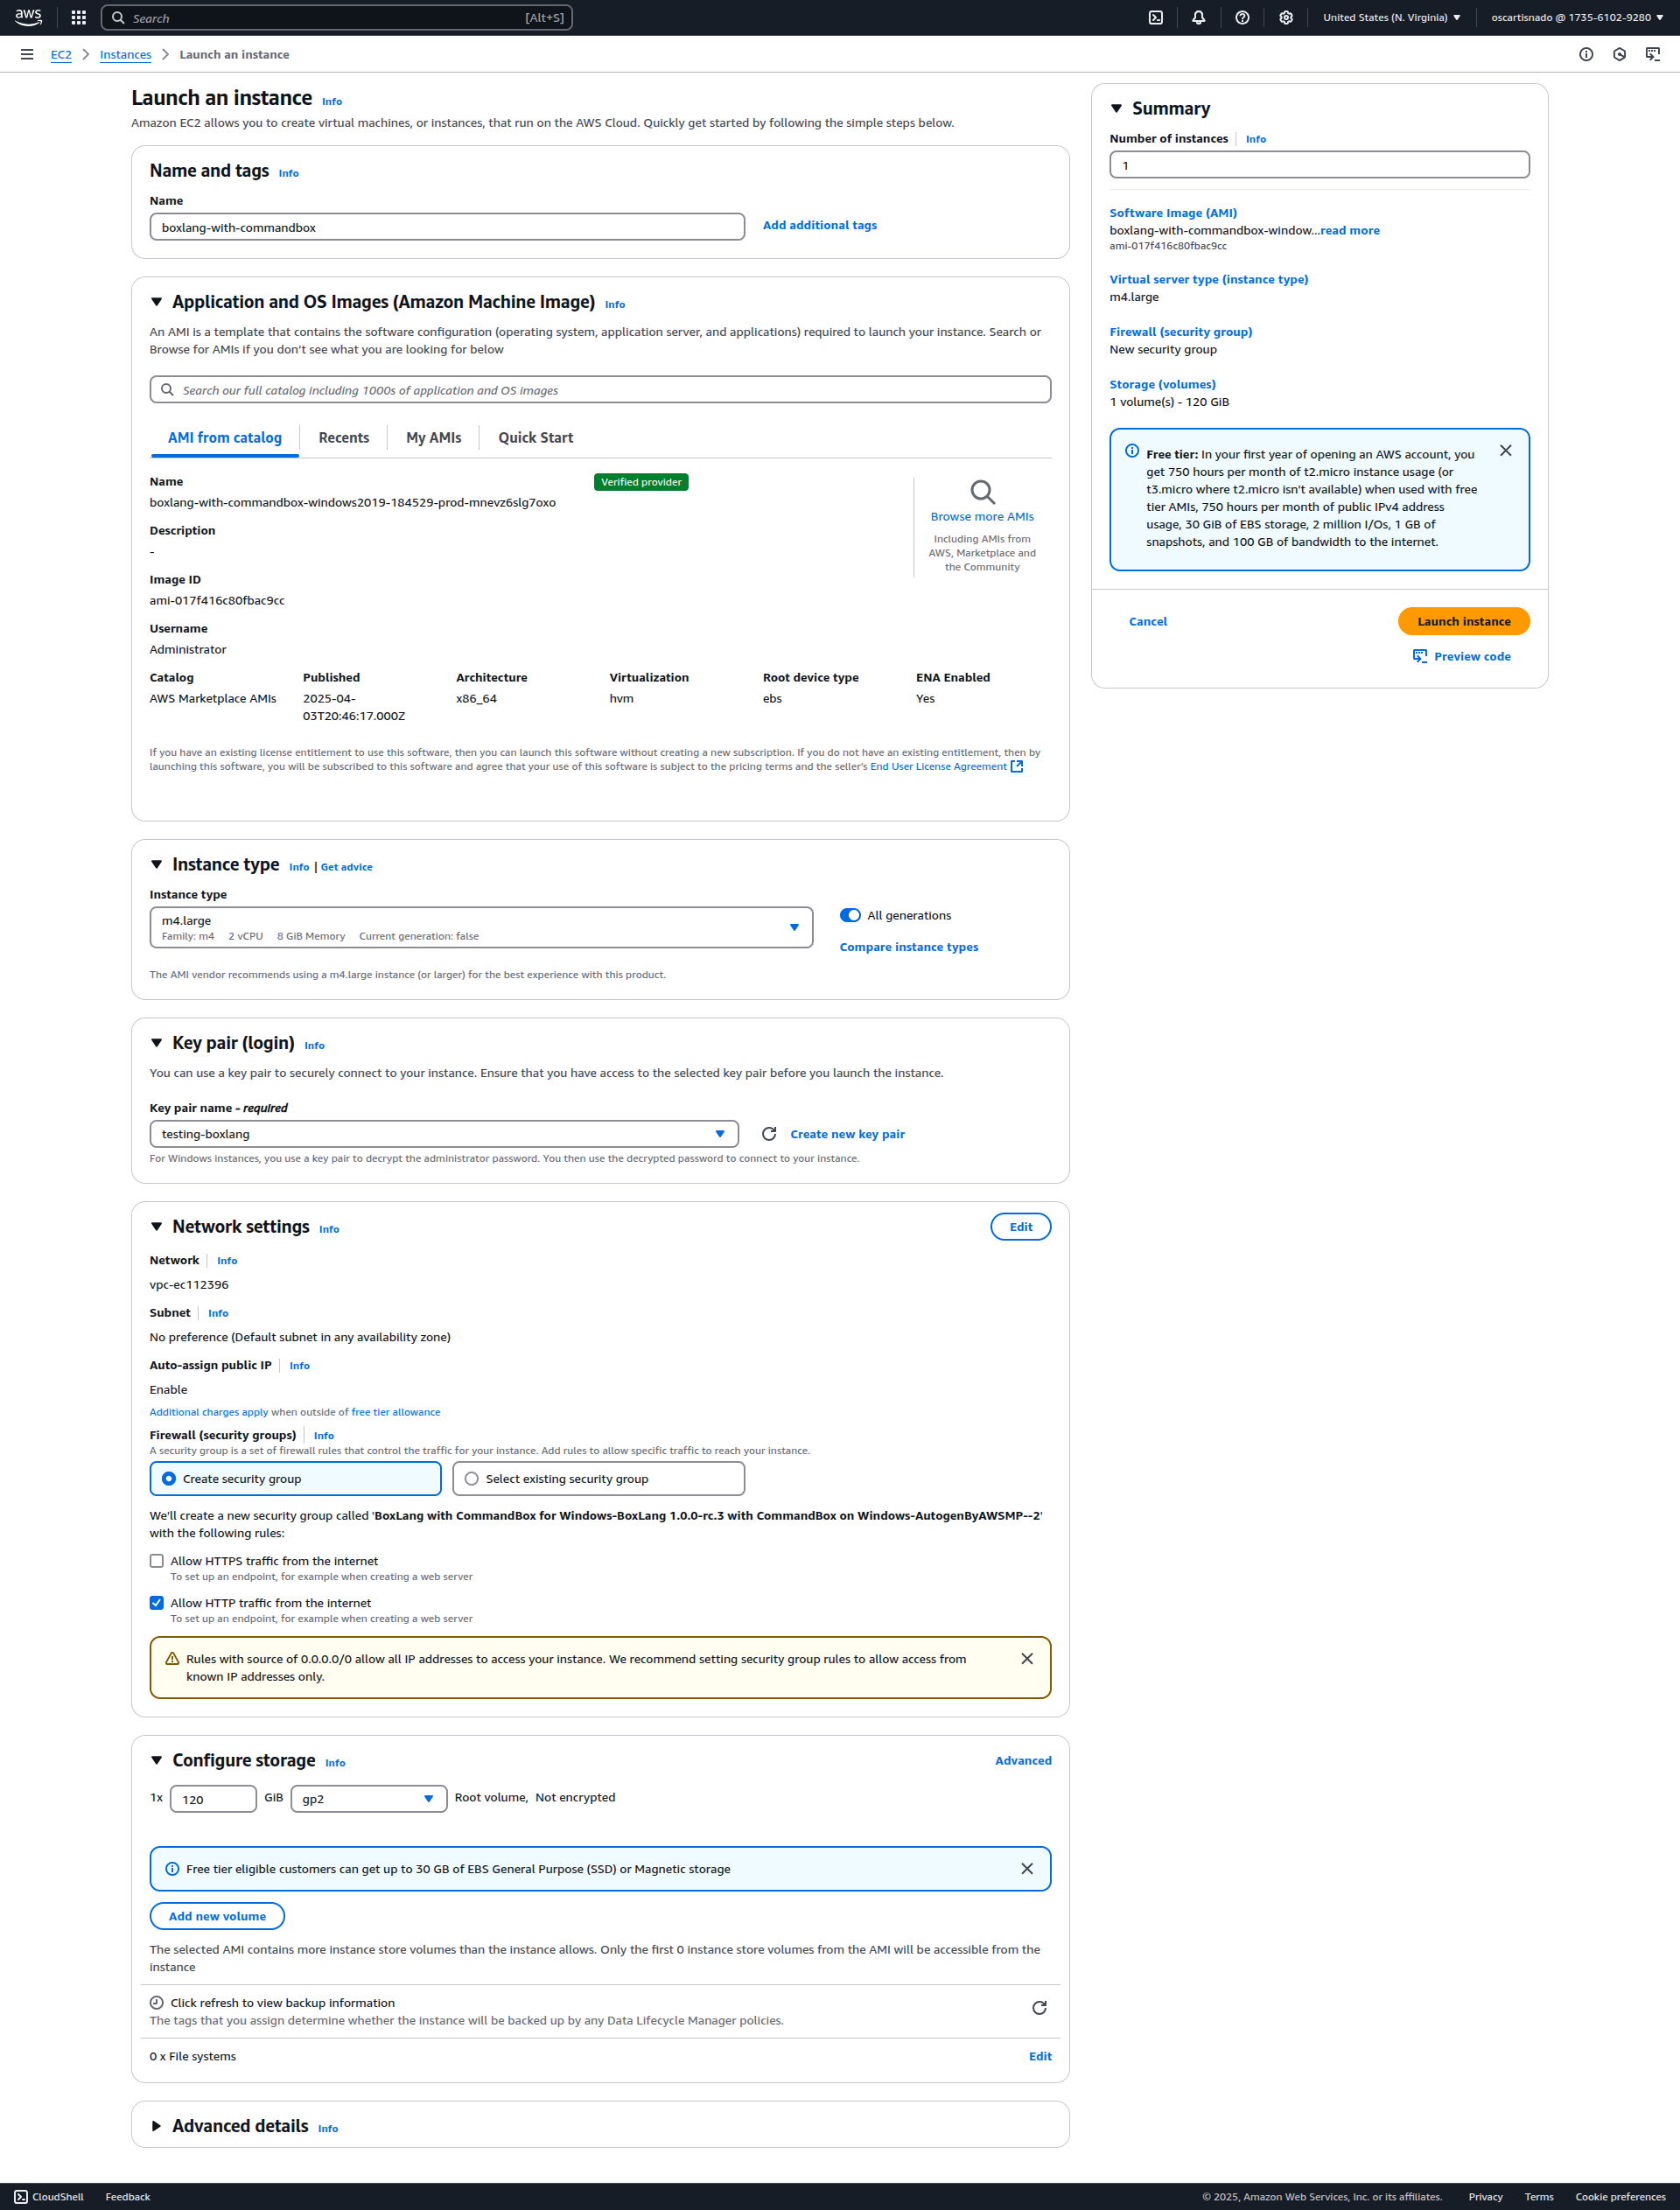 aws
Search [Alt+S]
United States (N. Virginia)
oscartisnado @ 1735-6102-9280
EC2 Instances Launch an instance
Launch an instance Info
Amazon EC2 allows you to create virtual machines, or instances, that run on the AWS Cloud. Quickly get started by following the simple steps below.
Name and tags Info
Name
boxlang-with-commandbox
Add additional tags
Application and OS Images (Amazon Machine Image) Info
An AMI is a template that contains the software configuration (operating system, application server, and applications) required to launch your instance. Search or
Browse for AMIs if you don't see what you are looking for below
Search our full catalog including 1000s of application and OS images
AMI from catalog Recents My AMIs Quick Start
Name
Verified provider
boxlang-with-commandbox-windows2019-184529-prod-mnevz6slg7oxo
Description
-
Image ID
ami-017f416c80fbac9cc
Username
Administrator
Browse more AMIs
Including AMIs from
AWS, Marketplace and
the Community
Catalog Published Architecture Virtualization Root device type ENA Enabled
AWS Marketplace AMIs 2025-04- x86_64 hvm ebs Yes
03T20:46:17.000Z
If you have an existing license entitlement to use this software, then you can launch this software without creating a new subscription. If you do not have an existing entitlement, then by
launching this software, you will be subscribed to this software and agree that your use of this software is subject to the pricing terms and the seller's End User License Agreement
Instance type Info | Get advice
Instance type
m4.large
Family: m4 2 vCPU 8 GiB Memory Current generation: false
All generations
Compare instance types
The AMI vendor recommends using a m4.large instance (or larger) for the best experience with this product.
Key pair (login) Info
You can use a key pair to securely connect to your instance. Ensure that you have access to the selected key pair before you launch the instance.
Key pair name - required
testing-boxlang
Create new key pair
For Windows instances, you use a key pair to decrypt the administrator password. You then use the decrypted password to connect to your instance.
Network settings Info
Edit
Network Info
vpc-ec112396
Subnet Info
No preference (Default subnet in any availability zone)
Auto-assign public IP Info
Enable
Additional charges apply when outside of free tier allowance
Firewall (security groups) Info
A security group is a set of firewall rules that control the traffic for your instance. Add rules to allow specific traffic to reach your instance.
Create security group
Select existing security group
We'll create a new security group called 'BoxLang with CommandBox for Windows-BoxLang 1.0.0-rc.3 with CommandBox on Windows-AutogenByAWSMP--2'
with the following rules:
Allow HTTPS traffic from the internet
To set up an endpoint, for example when creating a web server
Allow HTTP traffic from the internet
To set up an endpoint, for example when creating a web server
Rules with source of 0.0.0.0/0 allow all IP addresses to access your instance. We recommend setting security group rules to allow access from
known IP addresses only.
Configure storage Info
Advanced
1x 120 GiB gp2 Root volume, Not encrypted
Free tier eligible customers can get up to 30 GB of EBS General Purpose (SSD) or Magnetic storage
Add new volume
The selected AMI contains more instance store volumes than the instance allows. Only the first 0 instance store volumes from the AMI will be accessible from the
instance
Click refresh to view backup information
The tags that you assign determine whether the instance will be backed up by any Data Lifecycle Manager policies.
0 x File systems
Edit
Advanced details Info
Summary
Number of instances Info
1
Software Image (AMI)
boxlang-with-commandbox-window...read more
ami-017f416c80fbac9cc
Virtual server type (instance type)
m4.large
Firewall (security group)
New security group
Storage (volumes)
1 volume(s) - 120 GiB
Free tier: In your first year of opening an AWS account, you
get 750 hours per month of t2.micro instance usage (or
t3.micro where t2.micro isn't available) when used with free
tier AMIs, 750 hours per month of public IPv4 address
usage, 30 GiB of EBS storage, 2 million I/Os, 1 GB of
snapshots, and 100 GB of bandwidth to the internet.
Cancel
Launch instance
Preview code
CloudShell Feedback
© 2025, Amazon Web Services, Inc. or its affiliates. Privacy Terms Cookie preferences